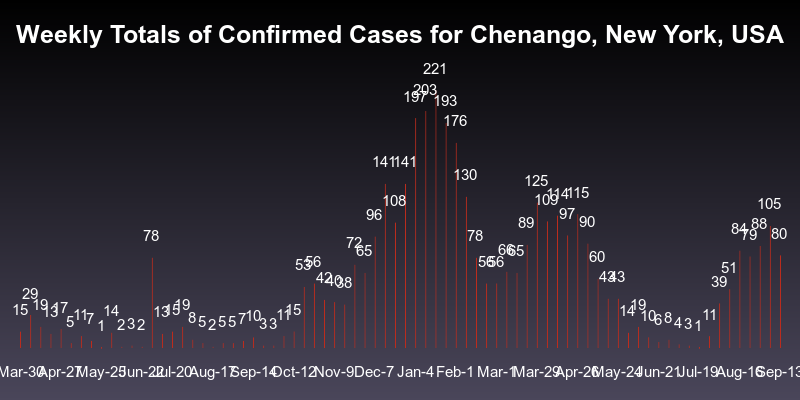 Weekly Totals of Confirmed Cases for Chenango, New York, USA
15 29 19 13 17 5 11 7 1 14 2 3 2 78 13 15 19 8 5 2 5 5 7 10 3 3 11 15 53 56 42 40 38 72 65 96 141 108 141 197 203 221 193 176 130 78 56 56 66 65 89 125 109 114 97 115 90 60 43 43 14 19 10 6 8 4 3 1 11 39 51 84 79 88 105 80
Mar-30 Apr-27 May-25 Jun-22 Jul-20 Aug-17 Sep-14 Oct-12 Nov-9 Dec-7 Jan-4 Feb-1 Mar-1 Mar-29 Apr-26 May-24 Jun-21 Jul-19 Aug-16 Sep-13